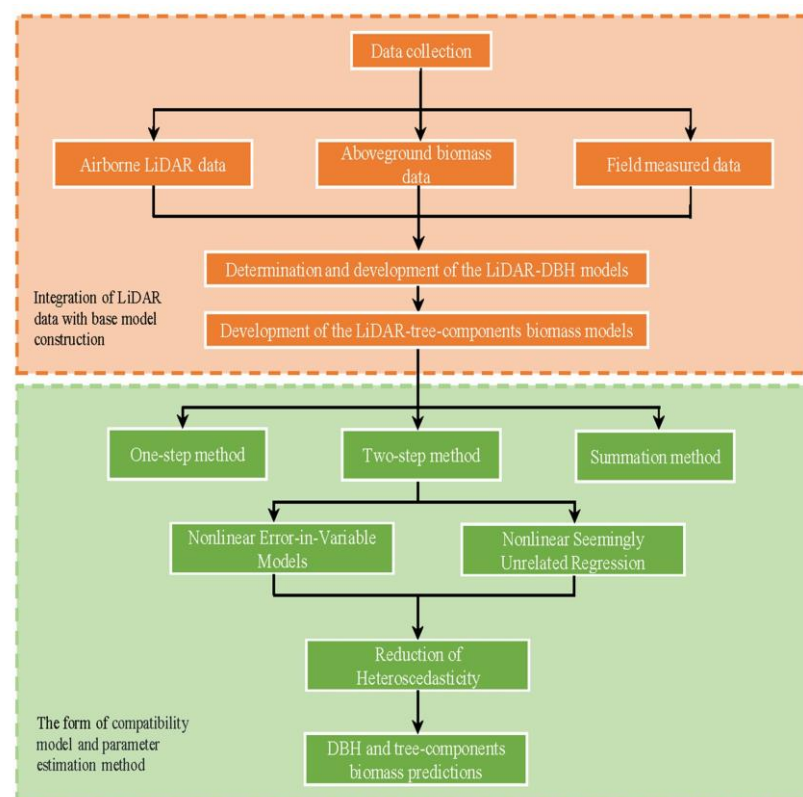 Data collection
Airborne LiDAR data
Aboveground biomass
data
Field measured data
Determination and development of the LiDAR-DBH models
Development of the LiDAR-tree-components biomass models
Integration of LiDAR
data with base model
construction
One-step method
Two-step method
Summation method
Nonlinear Error-in-Variable
Models
Nonlinear Seemingly
Unrelated Regression
Reduction of
Heteroscedasticity
DBH and tree-components
biomass predictions
The form of compatibility
model and parameter
estimation method